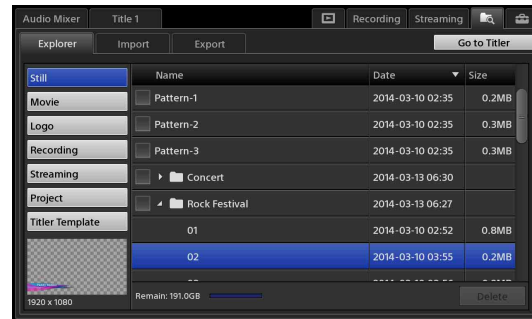 Audio Mixer Title 1 Recording Streaming
Explorer Import Export Go to Titler
Still Name Date Size
Movie Pattern-1 2014-03-10 02:35 0.2MB
Logo Pattern-2 2014-03-10 02:35 0.3MB
Recording Pattern-3 2014-03-10 02:35 0.3MB
Streaming Concert 2014-03-13 06:30
Project Rock Festival 2014-03-13 06:27
Titler Template 01 2014-03-10 02:52 0.8MB
02 2014-03-10 03:55 0.2MB
1920 x 1080 Remain: 191.0GB Delete